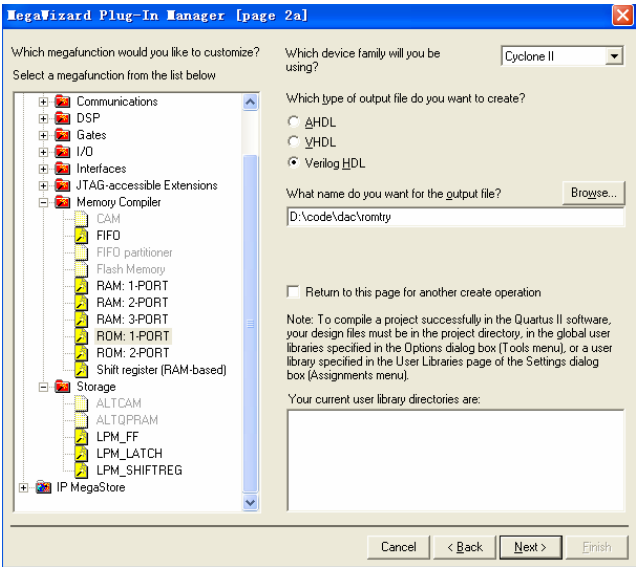 MegaWizard Plug-In Manager [page 2a]
Which megafunction would you like to customize?
Select a megafunction from the list below
Communications
DSP
Gates
I/O
Interfaces
JTAG-accessible Extensions
Memory Compiler
CAM
FIFO
FIFO partitioner
Flash Memory
RAM: 1-PORT
RAM: 2-PORT
RAM: 3-PORT
ROM: 1-PORT
ROM: 2-PORT
Shift register (RAM-based)
Storage
ALTCAM
ALTQPRAM
LPM_FF
LPM_LATCH
LPM_SHIFTREG
IP MegaStore
Which device family will you be
using?
Cyclone II
Which type of output file do you want to create?
AHDL
VHDL
Verilog HDL
What name do you want for the output file?
Browse...
D:\code\dac\romtry
Return to this page for another create operation
Note: To compile a project successfully in the Quartus II software,
your design files must be in the project directory, in the global user
libraries specified in the Options dialog box (Tools menu), or a user
library specified in the User Libraries page of the Settings dialog
box (Assignments menu).
Your current user library directories are:
Cancel
< Back
Next >
Finish